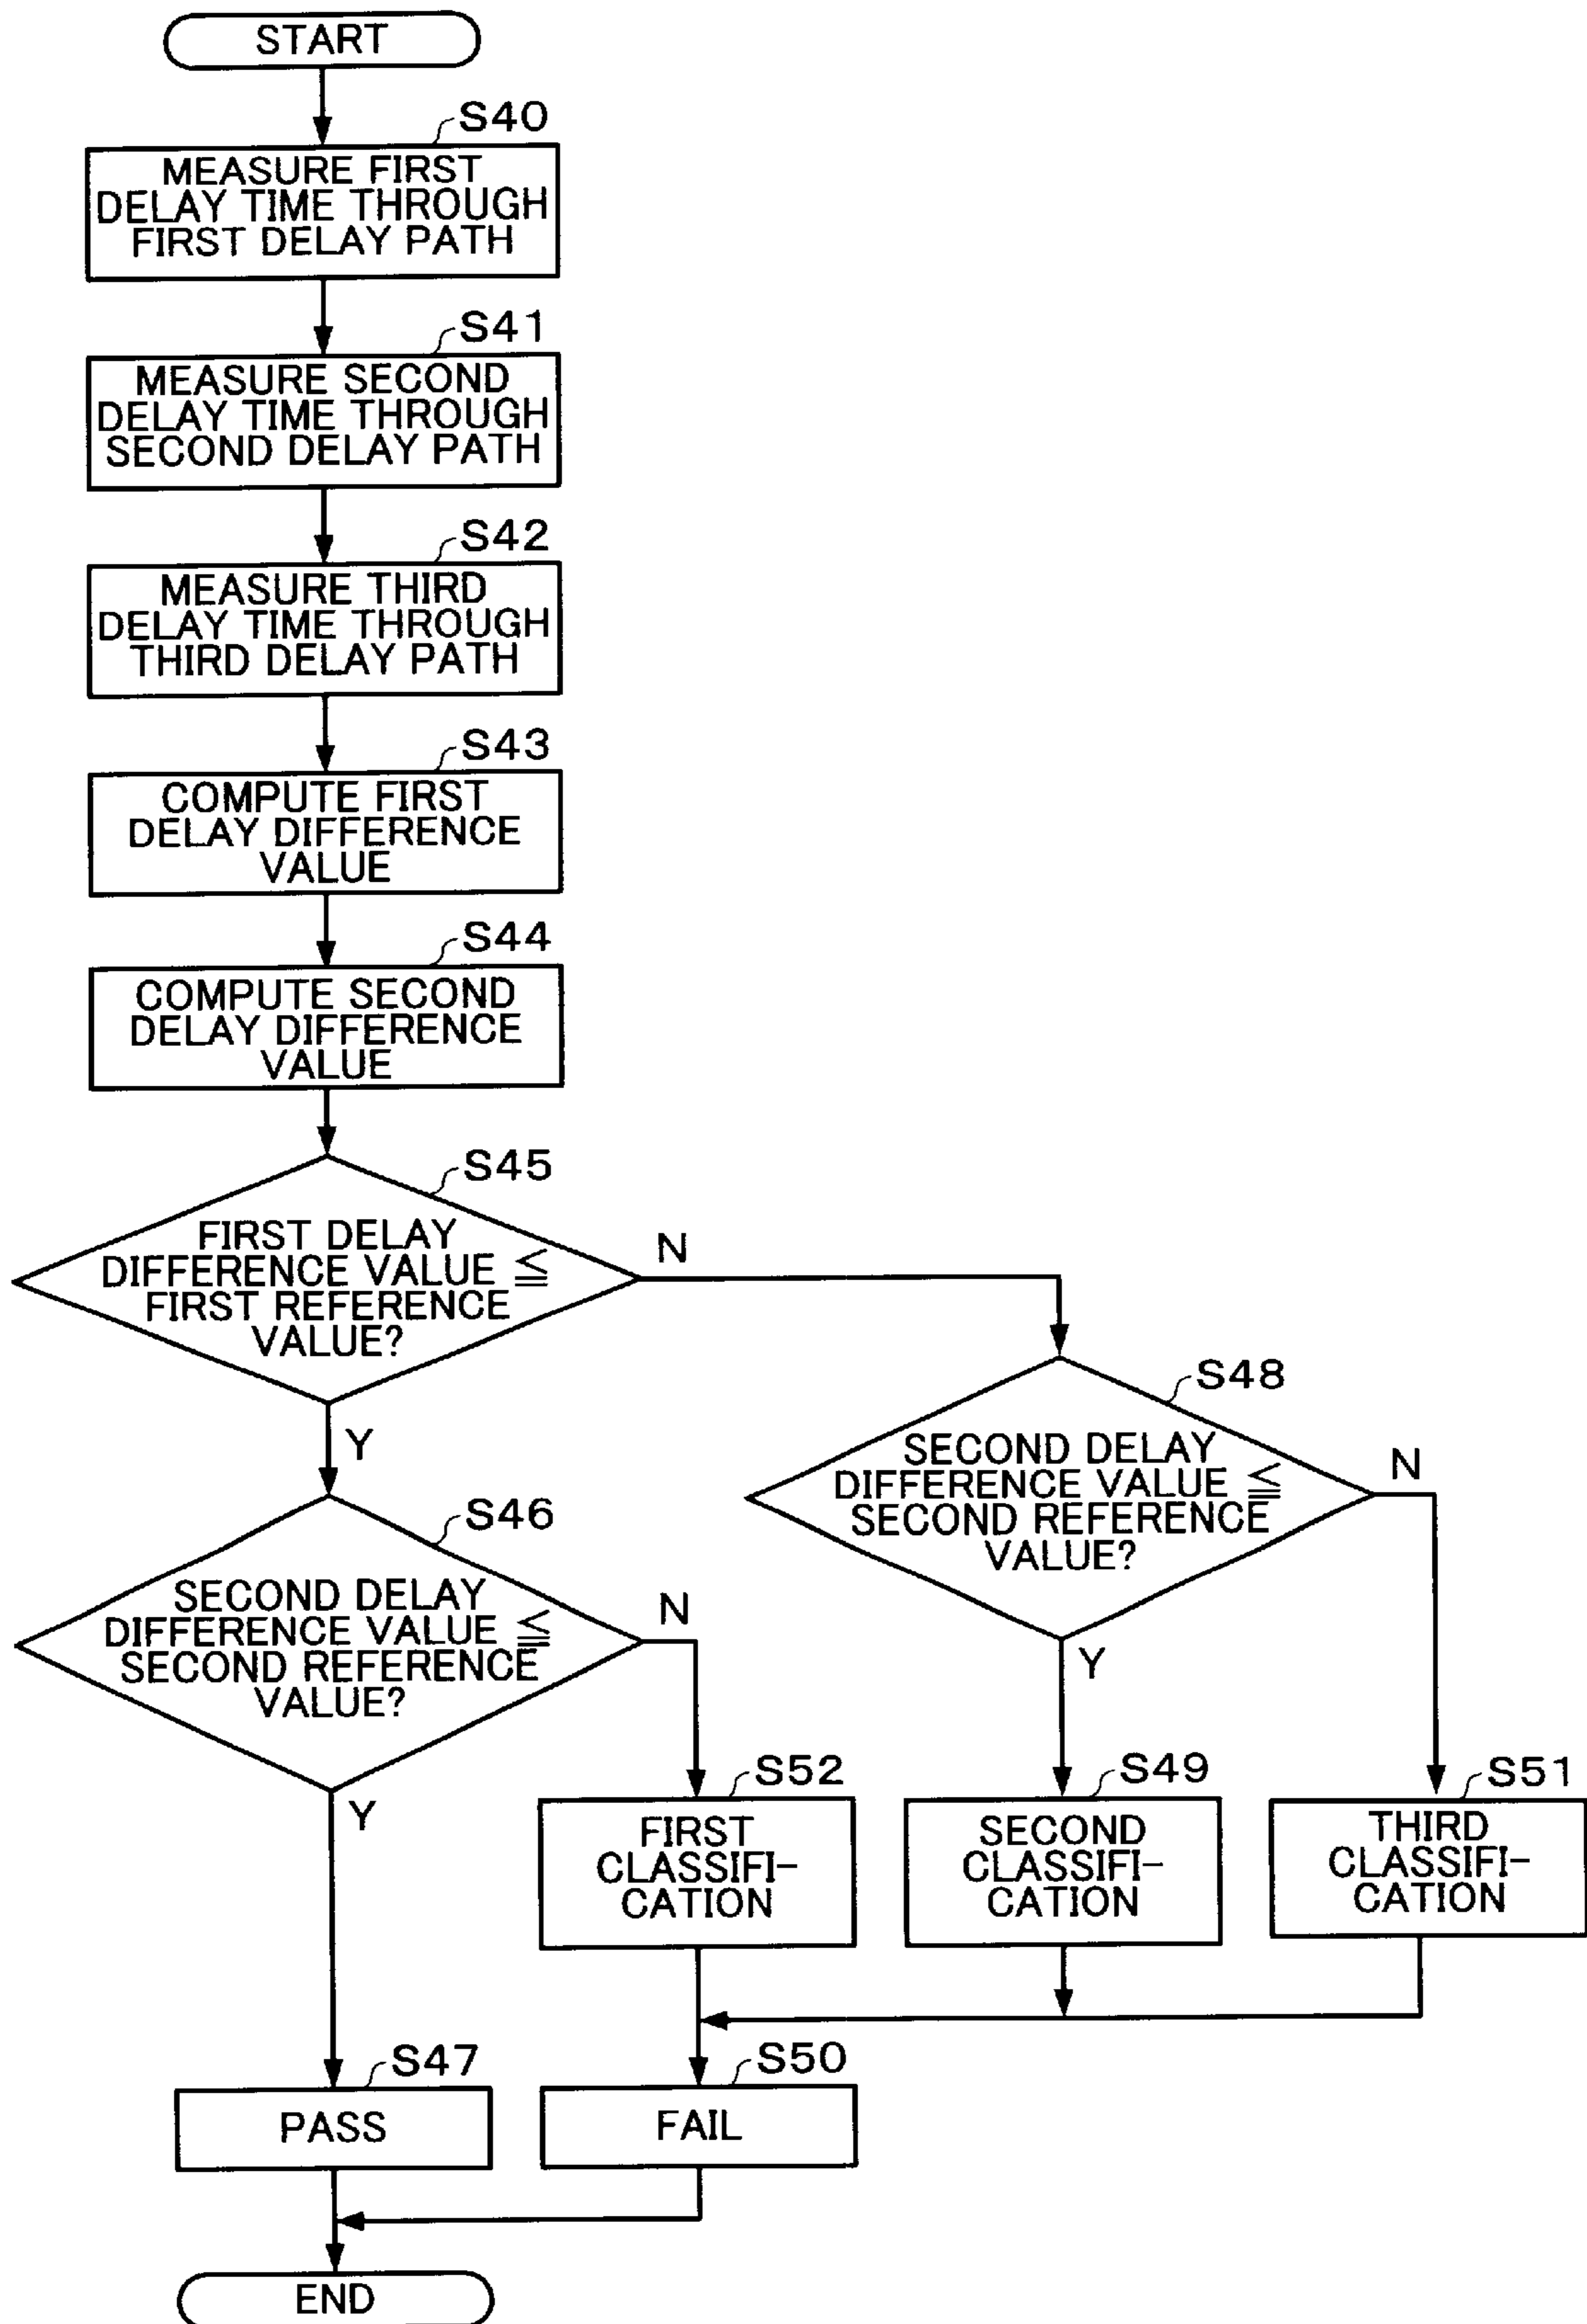 START
S40
MEASURE FIRST
DELAY TIME THROUGH
FIRST DELAY PATH
S41
MEASURE SECOND
DELAY TIME THROUGH
SECOND DELAY PATH
S42
MEASURE THIRD
DELAY TIME THROUGH
THIRD DELAY PATH
S43
COMPUTE FIRST
DELAY DIFFERENCE
VALUE
S44
COMPUTE SECOND
DELAY DIFFERENCE
VALUE
S45
FIRST DELAY
DIFFERENCE VALUE ≦
FIRST REFERENCE
VALUE?
N
Y
S48
SECOND DELAY
DIFFERENCE VALUE ≦
SECOND REFERENCE
VALUE?
N
Y
S46
SECOND DELAY
DIFFERENCE VALUE ≦
SECOND REFERENCE
VALUE?
N
Y
S52
FIRST
CLASSIFI-
CATION
S49
SECOND
CLASSIFI-
CATION
S51
THIRD
CLASSIFI-
CATION
S47
PASS
S50
FAIL
END